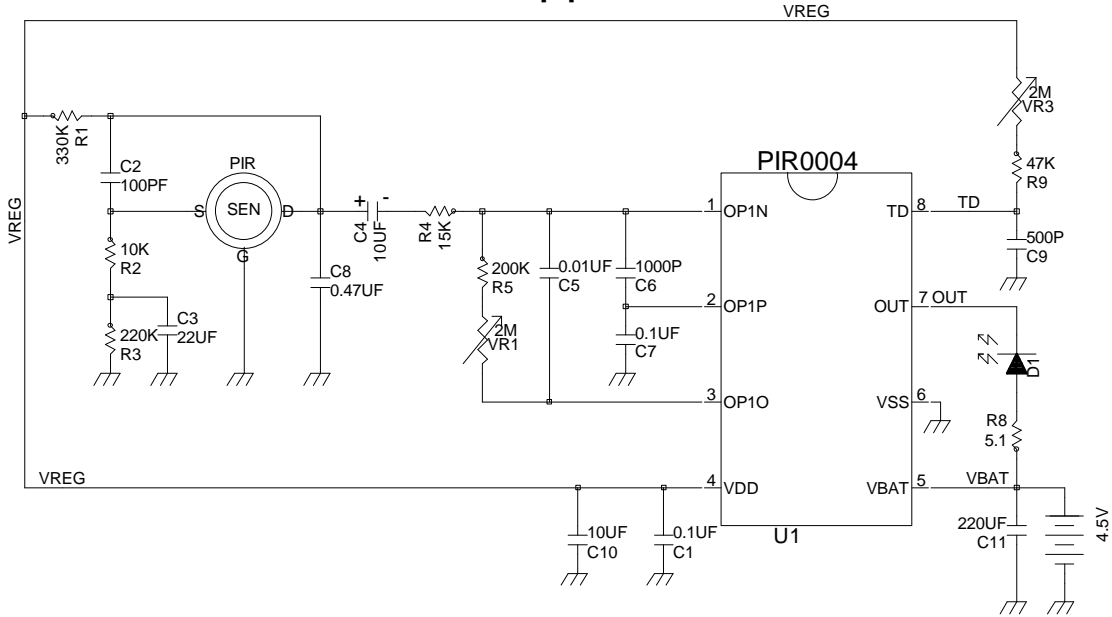 VREG
2M
VR3
330K
R1
VREG
C2
100PF
PIR
S
SEN
D
G
+
-
C4
10UF
R4
15K
10K
R2
C3
22UF
220K
R3
C8
0.47UF
200K
R5
2M
VR1
0.01UF
C5
1000P
C6
0.1UF
C7
PIR0004
1
OP1N
2
OP1P
3
OP1O
4
VDD
TD
8
TD
OUT
7
OUT
VSS
6
VBAT
5
VBAT
U1
47K
R9
500P
C9
D1
R8
5.1
220UF
C11
4.5V
VREG
10UF
C10
0.1UF
C1